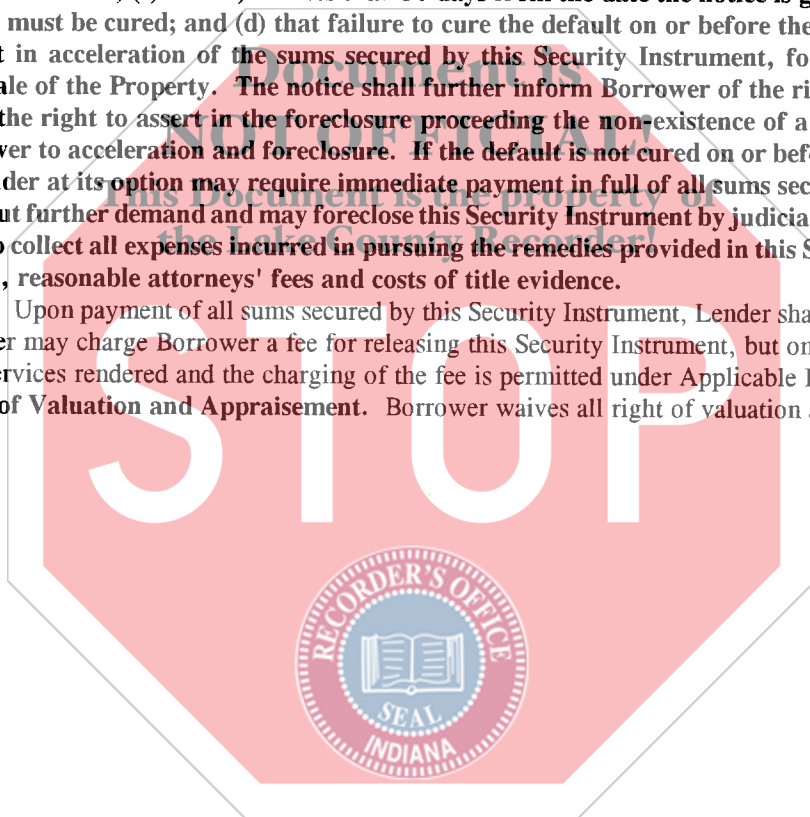 must be cured; and (d) that failure to cure the default on or before the
t in acceleration of the sums secured by this Security Instrument, fo
ale of the Property. The notice shall further inform Borrower of the ri
the right to assert in the foreclosure proceeding the non-existence of a
ver to acceleration and foreclosure. If the default is not cured on or bef
der at its option may require immediate payment in full of all sums sec
ut further demand and may foreclose this Security Instrument by judicia
o collect all expenses incurred in pursuing the remedies provided in this S
, reasonable attorneys' fees and costs of title evidence.
Upon payment of all sums secured by this Security Instrument, Lender sha
er may charge Borrower a fee for releasing this Security Instrument, but on
ervices rendered and the charging of the fee is permitted under Applicable
of Valuation and Appraisement. Borrower waives all right of valuation
Document is
NOT OFFICIAL!
This Document is the property of
the Lake County Recorder!
STOP
RECORDER'S OFFICE
SEAL
INDIANA